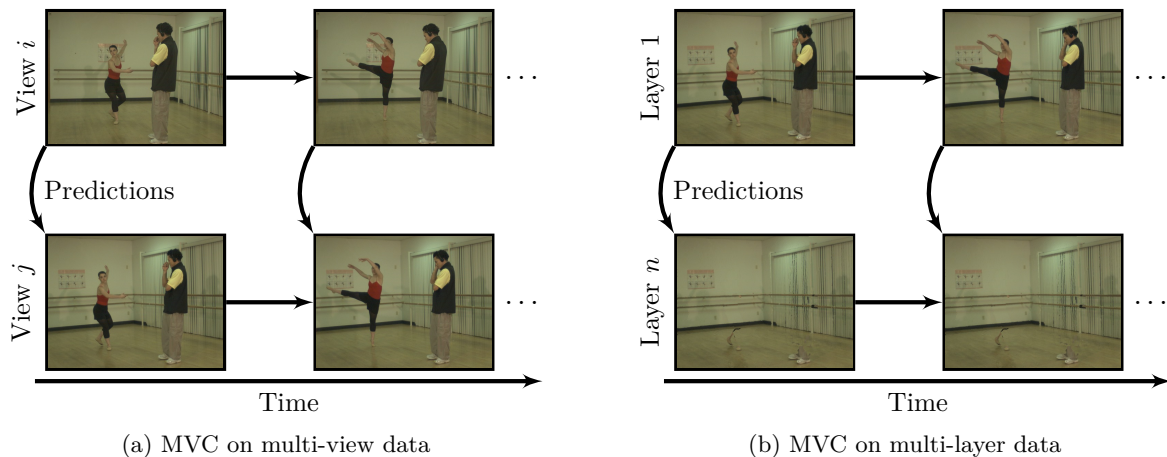 View i
. . .
Predictions
View j
. . .
Time
(a) MVC on multi-view data
Layer 1
. . .
Predictions
Layer n
. . .
Time
(b) MVC on multi-layer data